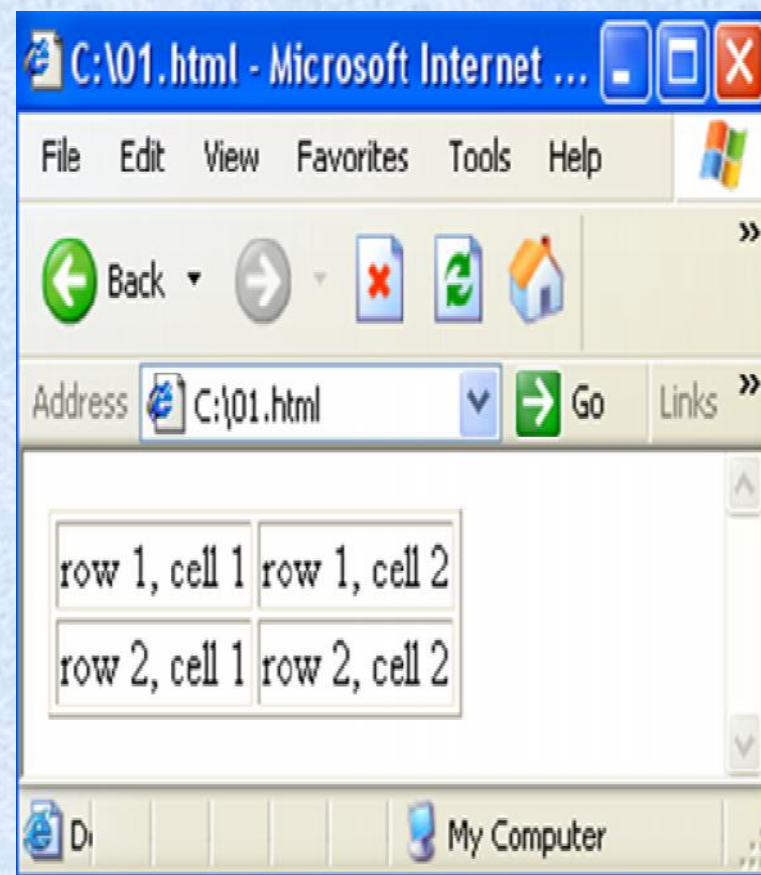 C:\01.html - Microsoft Internet ...
File Edit View Favorites Tools Help
Back
Address C:\01.html Go Links
row 1, cell 1 row 1, cell 2
row 2, cell 1 row 2, cell 2
My Computer